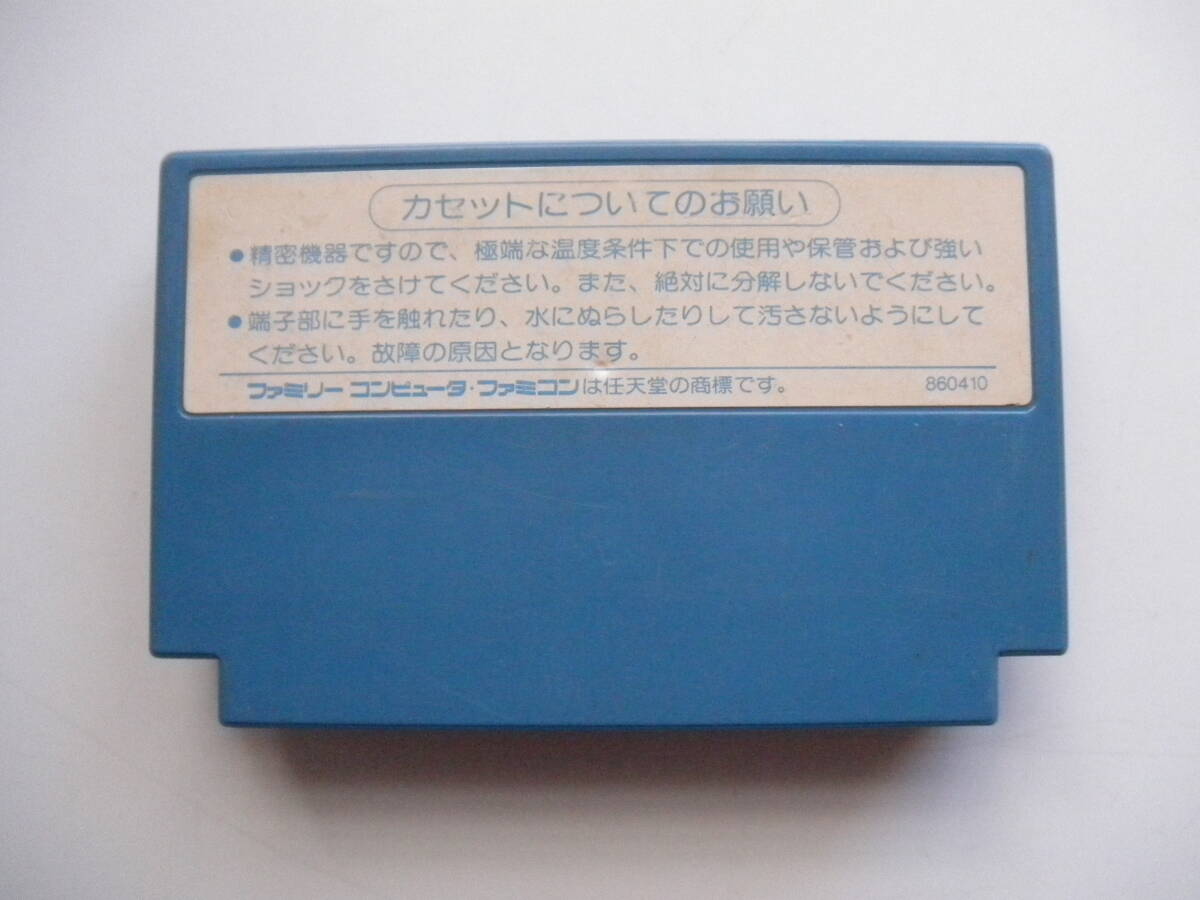 カセットについてのお願い
●精密機器ですので、極端な温度条件下での使用や保管および強い
ショックをさけてください。また、絶対に分解しないでください。
●端子部に手を触れたり、水にぬらしたりして汚さないようにして
ください。故障の原因となります。
ファミリーコンピュータ・ファミコンは任天堂の商標です。 860410